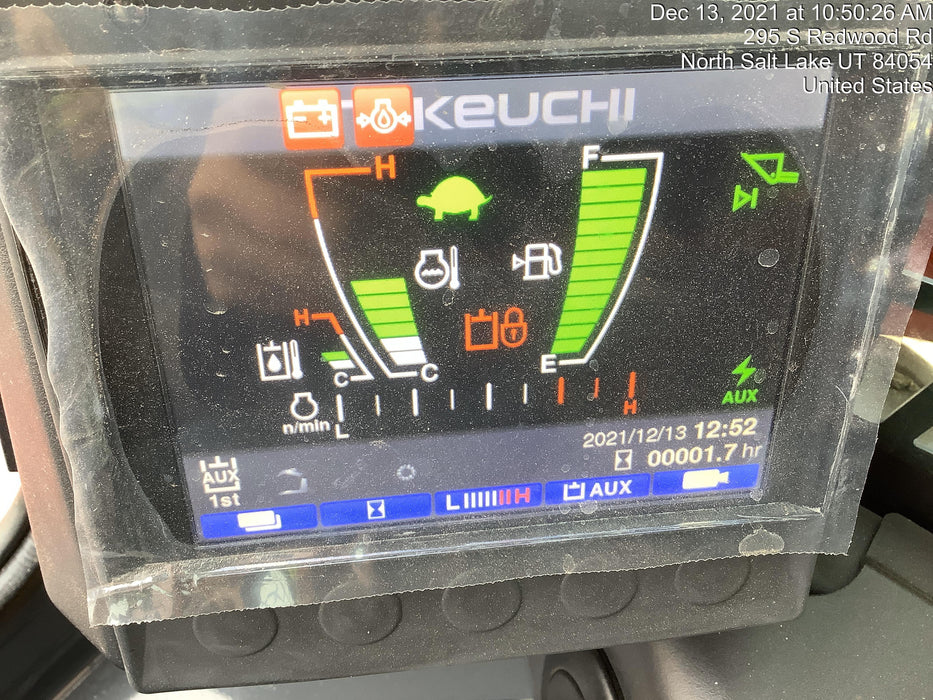 Dec 13, 2021 at 10:50:26 AM
295 S Redwood Rd
North Salt Lake UT 84054
United States
KEUCHI
H
F
H
C
C
E
n/min
L
H
AUX
2021/12/13 12:52
00001.7 hr
AUX
1st
L H
AUX